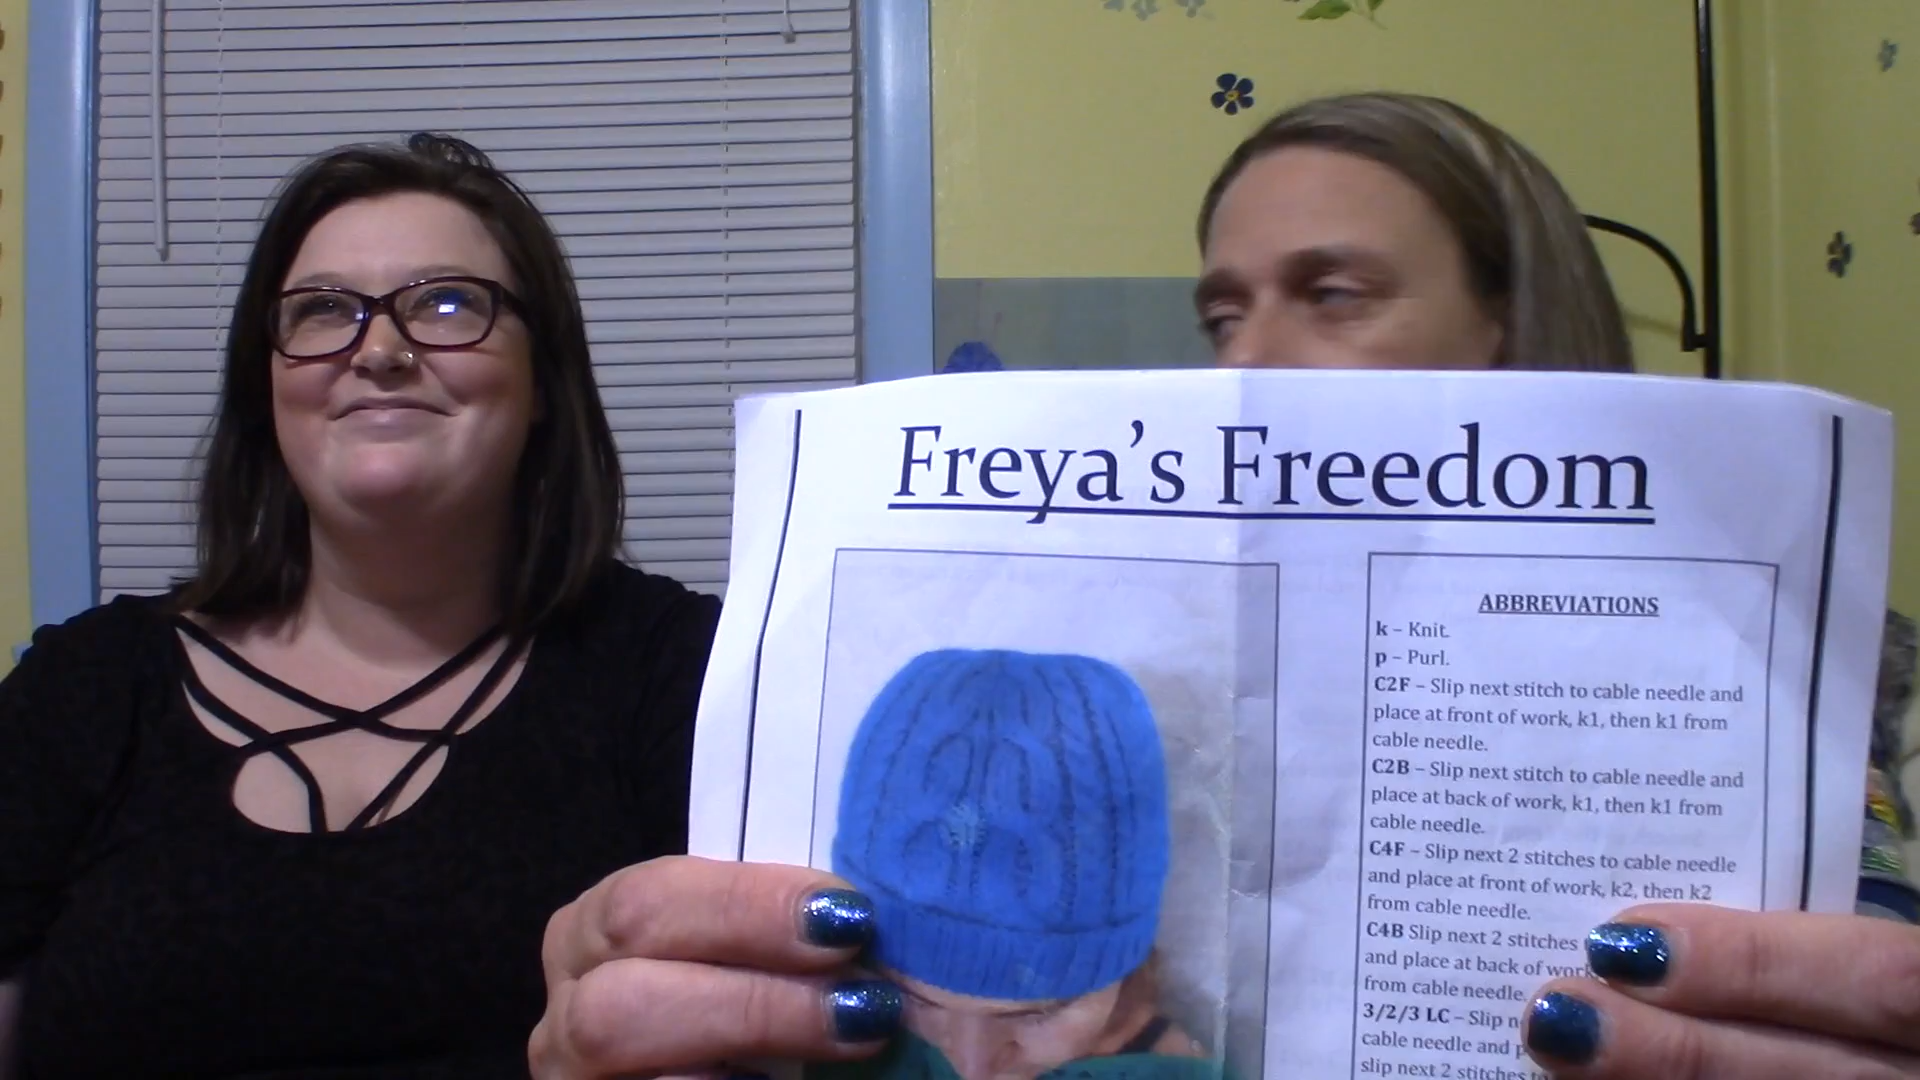 Freya's Freedom
ABBREVIATIONS
k – Knit.
p – Purl.
C2F – Slip next stitch to cable needle and
place at front of work, k1, then k1 from
cable needle.
C2B – Slip next stitch to cable needle and
place at back of work, k1, then k1 from
cable needle.
C4F – Slip next 2 stitches to cable needle
and place at front of work, k2, then k2
from cable needle.
C4B Slip next 2 stitches
and place at back of work
from cable needle.
3/2/3 LC – Slip
cable needle and
slip next 2 stitches